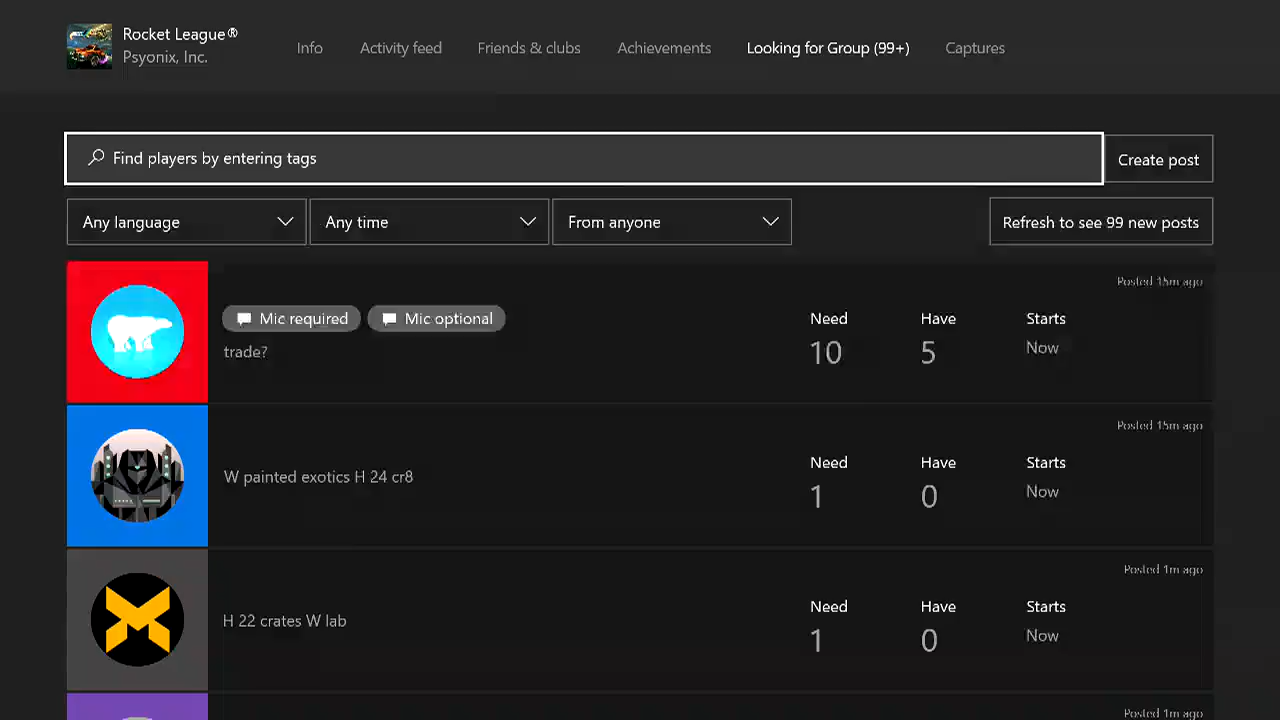 Rocket League®
Psyonix, Inc.
Info
Activity feed
Friends & clubs
Achievements
Looking for Group (99+)
Captures
Find players by entering tags
Create post
Any language
Any time
From anyone
Refresh to see 99 new posts
Posted 15m ago
Mic required
Mic optional
trade?
Need
Have
Starts
10
5
Now
Posted 15m ago
W painted exotics H 24 cr8
Need
Have
Starts
1
0
Now
Posted 1m ago
H 22 crates W lab
Need
Have
Starts
1
0
Now
Posted 1m ago